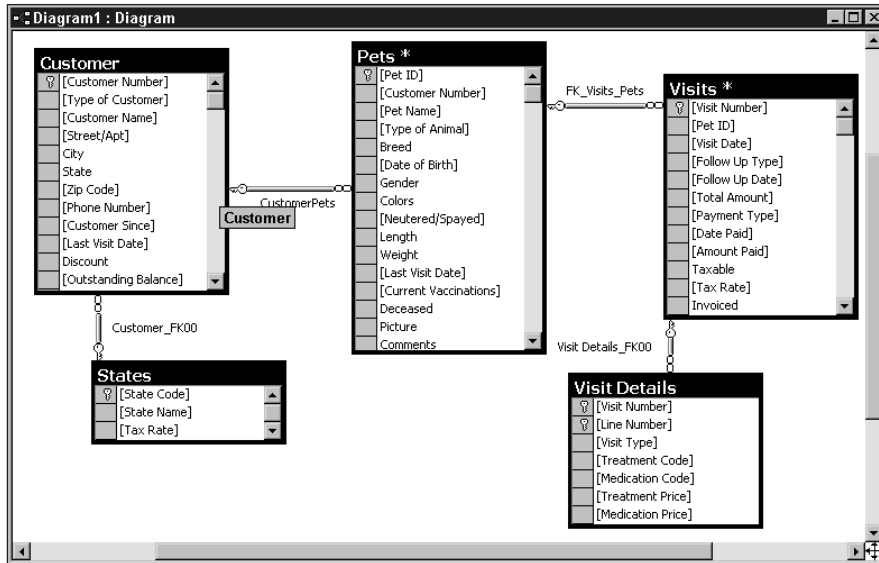 Diagram1 : Diagram
Customer
[Customer Number]
[Type of Customer]
[Customer Name]
[Street/Apt]
City
State
[Zip Code]
[Phone Number]
[Customer Since]
[Last Visit Date]
Discount
[Outstanding Balance]
Pets *
[Pet ID]
[Customer Number]
[Pet Name]
[Type of Animal]
Breed
[Date of Birth]
Gender
Colors
[Neutered/Spayed]
Length
Weight
[Last Visit Date]
[Current Vaccinations]
Deceased
Picture
Comments
FK_Visits_Pets
Visits *
[Visit Number]
[Pet ID]
[Visit Date]
[Follow Up Type]
[Follow Up Date]
[Total Amount]
[Payment Type]
[Date Paid]
[Amount Paid]
Taxable
[Tax Rate]
Invoiced
CustomerPets
Customer
Customer_FK00
States
[State Code]
[State Name]
[Tax Rate]
Visit Details_FK00
Visit Details
[Visit Number]
[Line Number]
[Visit Type]
[Treatment Code]
[Medication Code]
[Treatment Price]
[Medication Price]